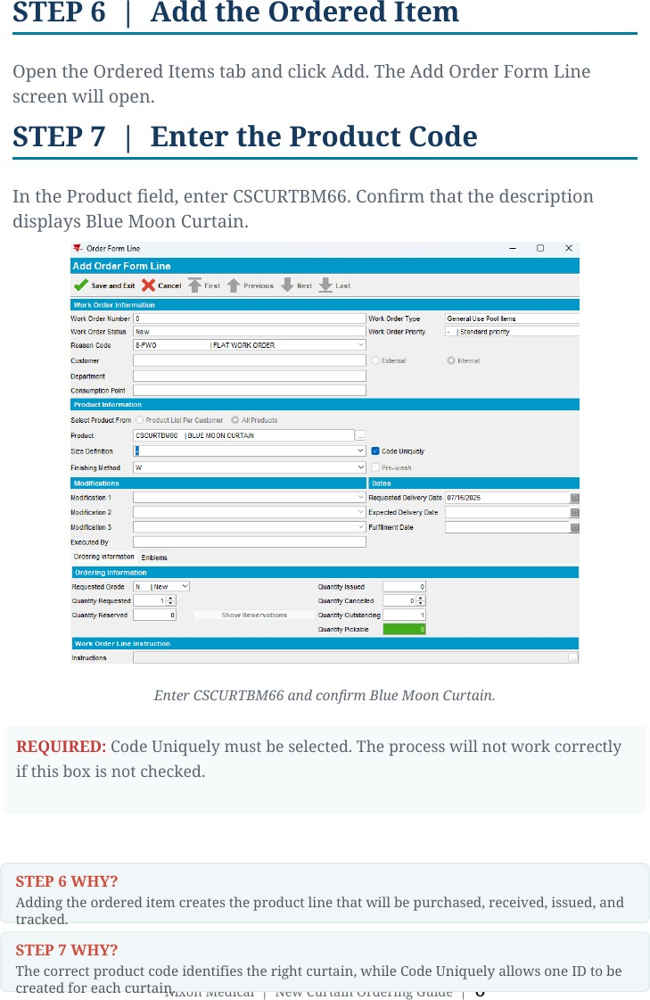 STEP 6 | Add the Ordered Item
Open the Ordered Items tab and click Add. The Add Order Form Line
screen will open.
STEP 7 | Enter the Product Code
In the Product field, enter CSCURTBM66. Confirm that the description
displays Blue Moon Curtain.
Order Form Line
Add Order Form Line
Save and Exit Cancel First Previous Next Last
Work Order Information
Work Order Number 0 Work Order Type General Use Pool Items
Work Order Status New Work Order Priority - | Standard priority
Reason Code 8-FWO | FLAT WORK ORDER
Customer External Internal
Department
Consumption Point
Product Information
Select Product From Product List Per Customer All Products
Product CSCURTBM66 | BLUE MOON CURTAIN ...
Size Definition Code Uniquely
Finishing Method W Pre-wash
Modifications Dates
Modification 1 Requested Delivery Date 07/16/2026
Modification 2 Expected Delivery Date
Modification 3 Fulfillment Date
Executed By
Ordering Information Emblems
Ordering Information
Requested Grade N | New Quantity Issued 0
Quantity Requested 1 Quantity Cancelled 0
Quantity Reserved 0 Show Reservations Quantity Outstanding 1
Quantity Pickable 0
Work Order Line Instruction
Instructions ...
Enter CSCURTBM66 and confirm Blue Moon Curtain.
REQUIRED: Code Uniquely must be selected. The process will not work correctly
if this box is not checked.
STEP 6 WHY?
Adding the ordered item creates the product line that will be purchased, received, issued, and
tracked.
STEP 7 WHY?
The correct product code identifies the right curtain, while Code Uniquely allows one ID to be
created for each curtain.
Nixon Medical | New Curtain Ordering Guide |